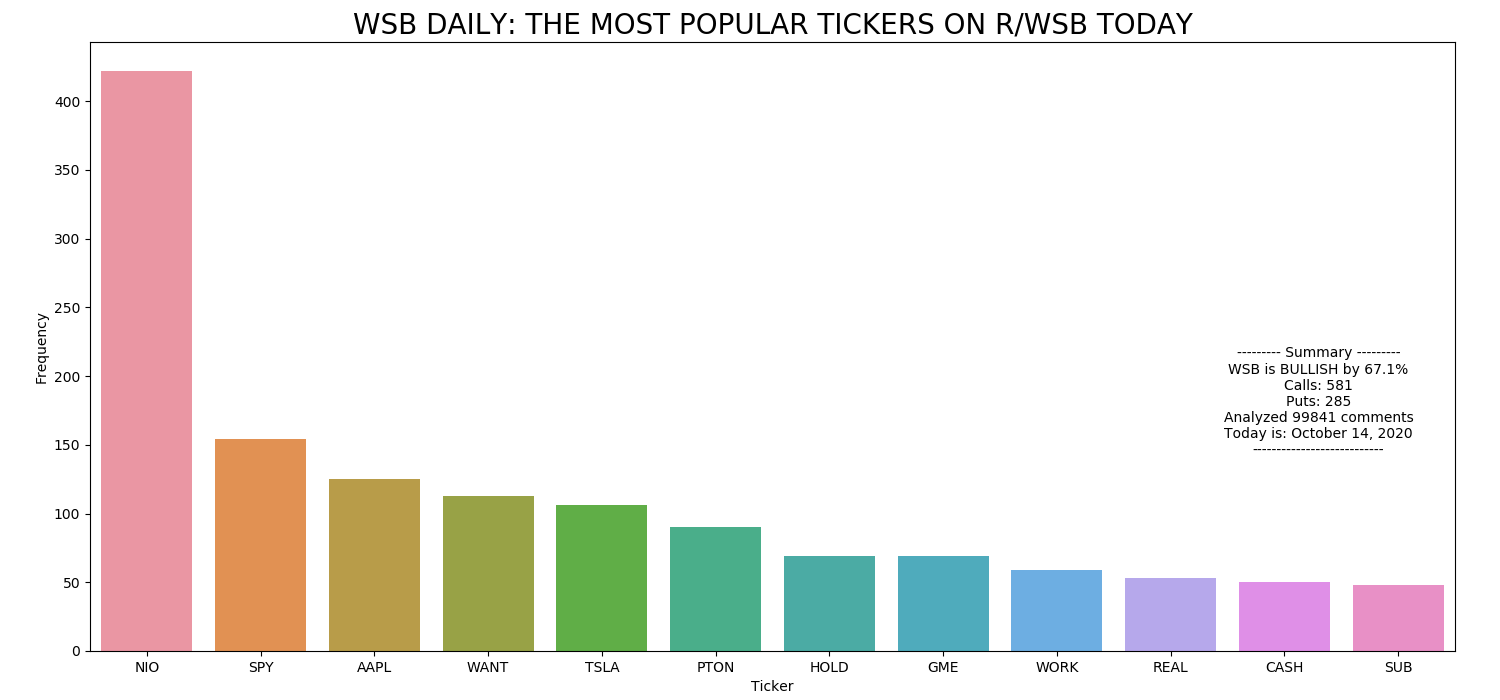 WSB DAILY: THE MOST POPULAR TICKERS ON R/WSB TODAY
400
350
300
250
200
150
100
50
0
Frequency
--------- Summary ---------
WSB is BULLISH by 67.1%
Calls: 581
Puts: 285
Analyzed 99841 comments
Today is: October 14, 2020
---------------------------
NIO SPY AAPL WANT TSLA PTON HOLD GME WORK REAL CASH SUB
Ticker